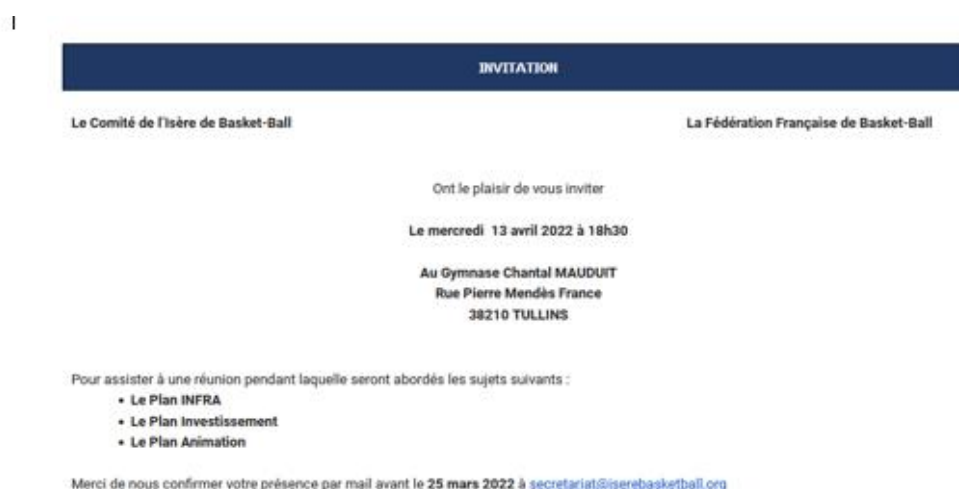 I
INVITATION
Le Comité de l'Isère de Basket-Ball
La Fédération Française de Basket-Ball
Ont le plaisir de vous inviter
Le mercredi 13 avril 2022 à 18h30
Au Gymnase Chantal MAUDUIT
Rue Pierre Mendès France
38210 TULLINS
Pour assister à une réunion pendant laquelle seront abordés les sujets suivants :
• Le Plan INFRA
• Le Plan Investissement
• Le Plan Animation
Merci de nous confirmer votre présence par mail avant le 25 mars 2022 à secretariat@iserebasketball.org